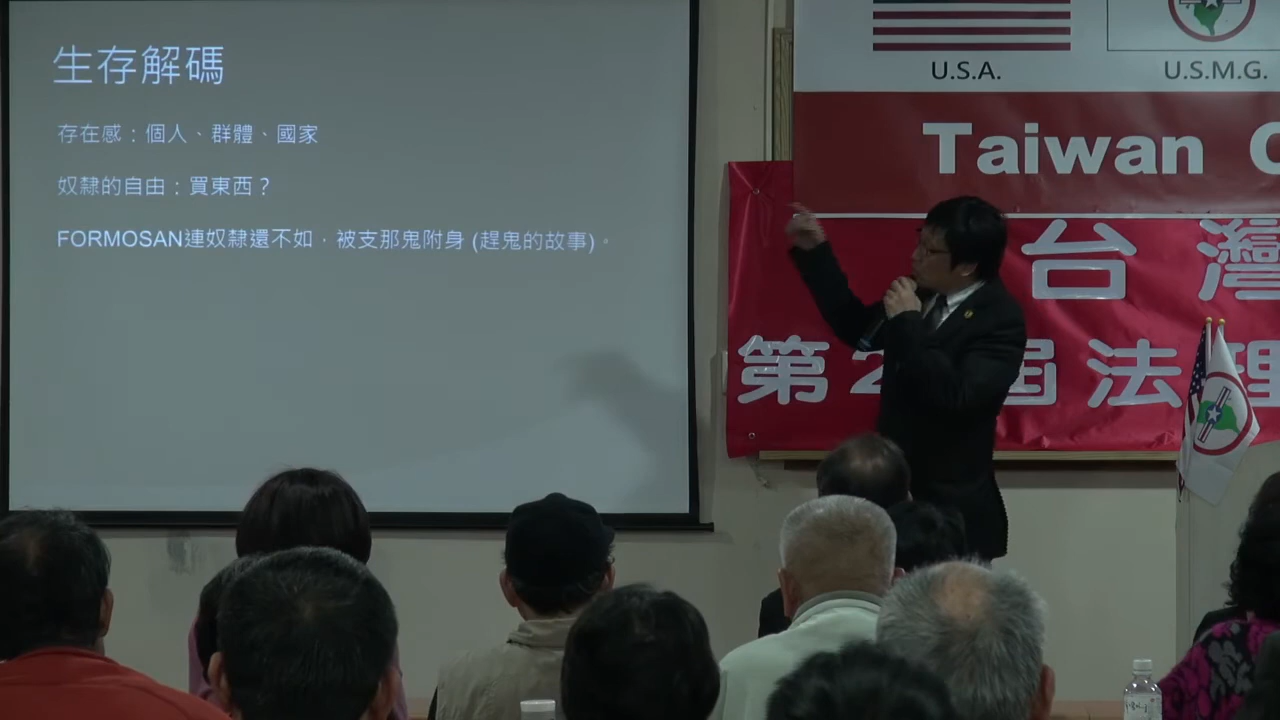 生存解碼
存在感：個人、群體、國家
奴隸的自由：買東西？
FORMOSAN連奴隸還不如，被支那鬼附身 (趕鬼的故事)。
U.S.A.
U.S.M.G.
Taiwan C
台灣
第2 屆法理